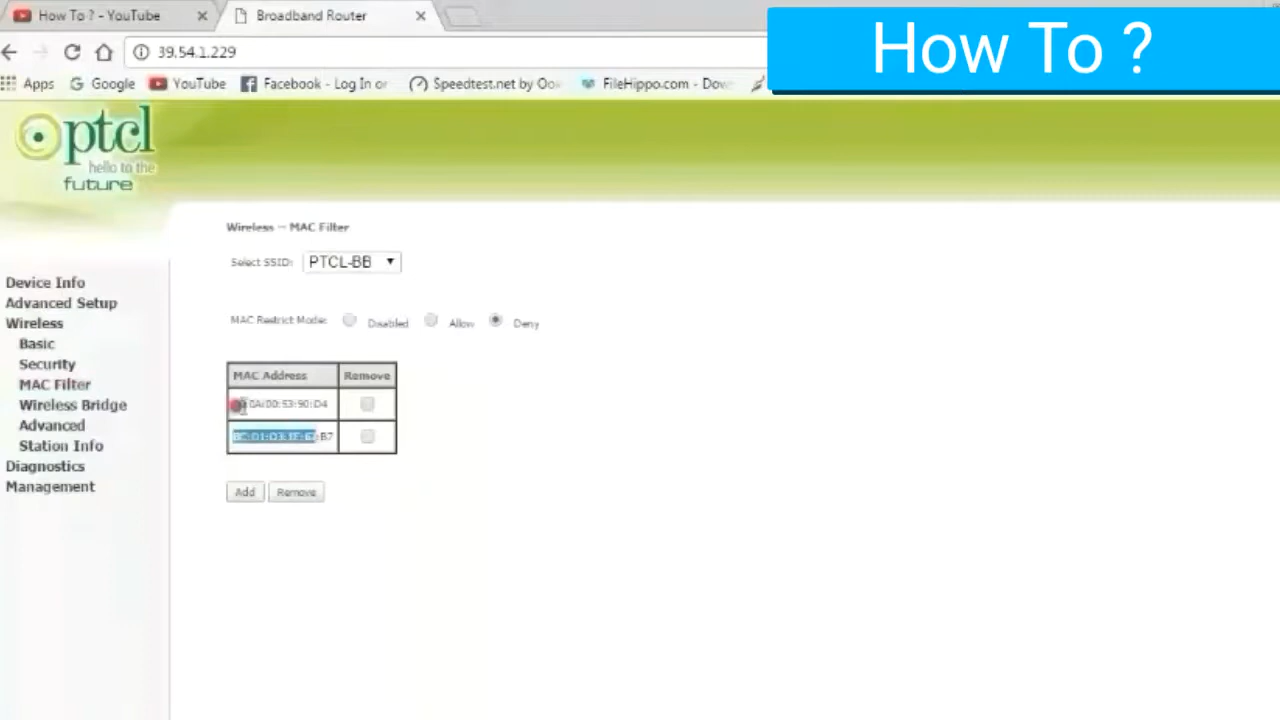 How To ? - YouTube
Broadband Router
39.54.1.229
How To ?
Apps Google YouTube Facebook - Log In or Speedtest.net by Oo FileHippo.com - Dow
ptcl
hello to the
future
Wireless -- MAC Filter
Select SSID: PTCL-BB
Device Info
Advanced Setup
Wireless
Basic
Security
MAC Filter
Wireless Bridge
Advanced
Station Info
Diagnostics
Management
MAC Restrict Mode: Disabled Allow Deny
MAC Address Remove
0A:00:53:90:D4
:B7
Add Remove